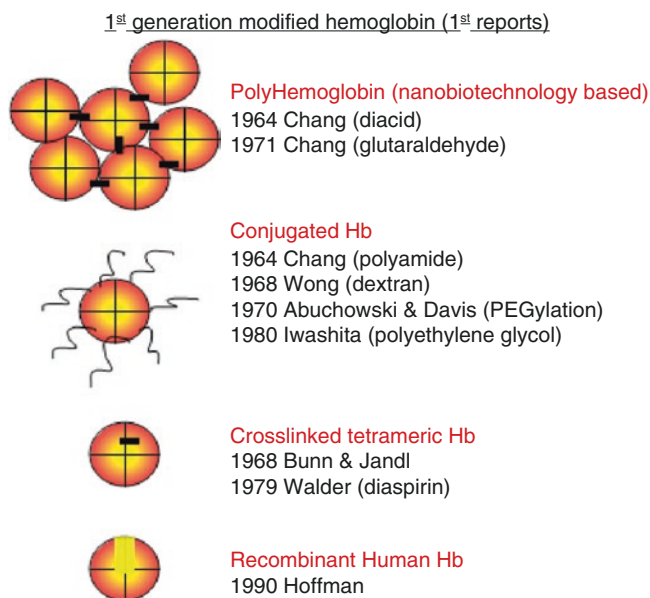 1st generation modified hemoglobin (1st reports)
PolyHemoglobin (nanobiotechnology based)
1964 Chang (diacid)
1971 Chang (glutaraldehyde)
Conjugated Hb
1964 Chang (polyamide)
1968 Wong (dextran)
1970 Abuchowski & Davis (PEGylation)
1980 Iwashita (polyethylene glycol)
Crosslinked tetrameric Hb
1968 Bunn & Jandl
1979 Walder (diaspirin)
Recombinant Human Hb
1990 Hoffman